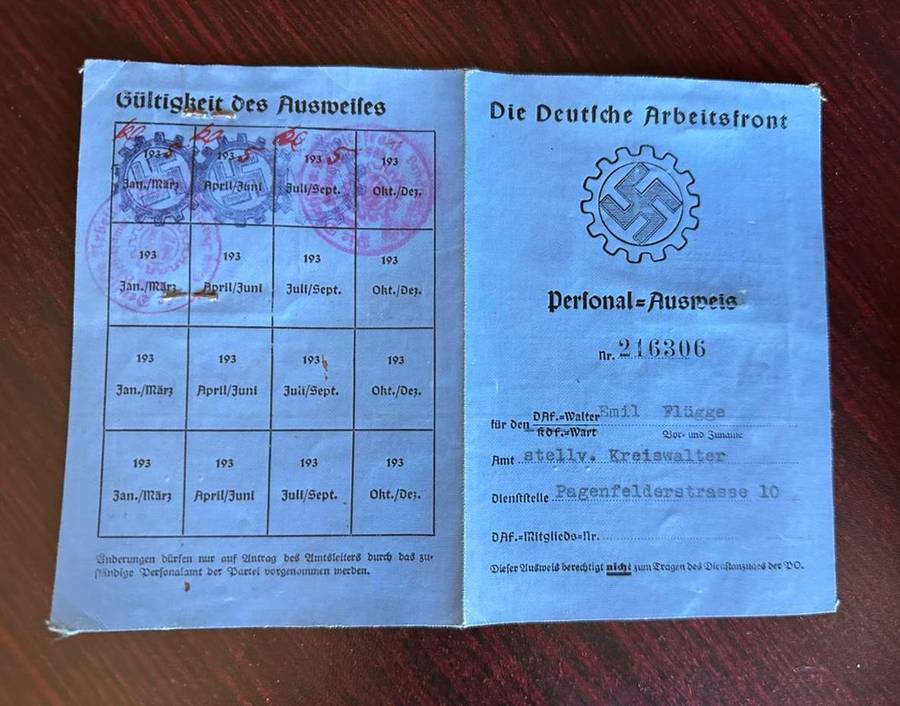 Gültigkeit des Ausweises
1935 1935 1935 193
Jan./März April/Juni Juli/Sept. Okt./Dez.
193 193 193 193
Jan./März April/Juni Juli/Sept. Okt./Dez.
193 193 193 193
Jan./März April/Juni Juli/Sept. Okt./Dez.
193 193 193 193
Jan./März April/Juni Juli/Sept. Okt./Dez.
Änderungen dürfen nur auf Antrag des Amtsleiters durch das zu-
ständige Personalamt der Partei vorgenommen werden.
Die Deutsche Arbeitsfront
Personal=Ausweis
Nr. 216306
für den DAF.=Walter Emil Flügge
KdF.=Wart Vor- und Zuname
Amt stellv. Kreiswalter
Dienststelle Pagenfelderstrasse 10
DAF.=Mitglieds=Nr.
Dieser Ausweis berechtigt nicht zum Tragen des Dienstanzuges der PO.